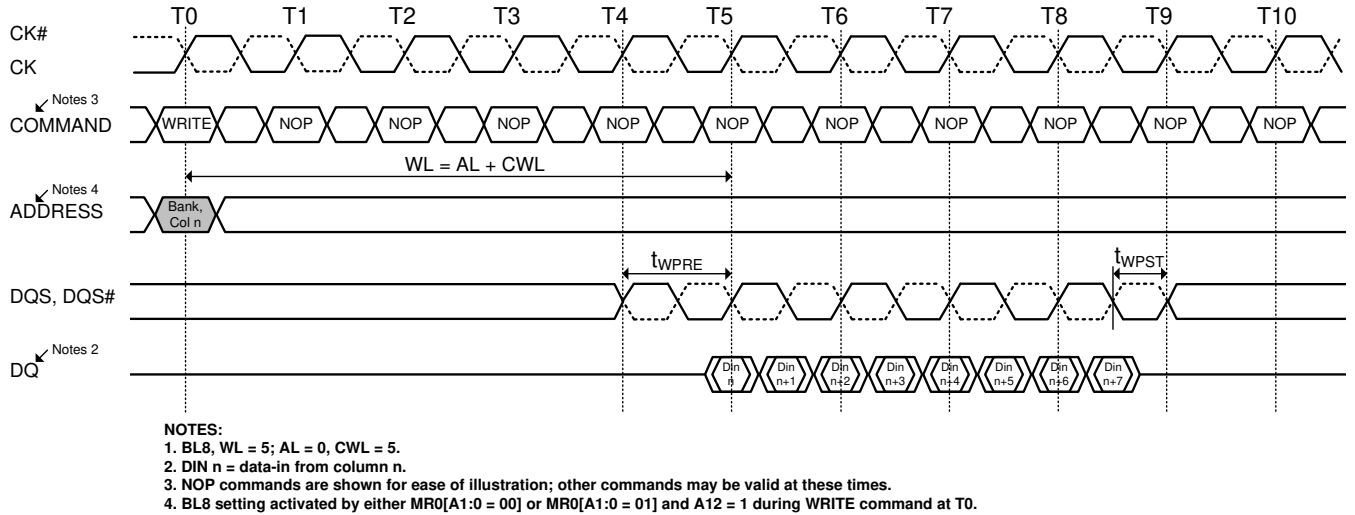 T0 T1 T2 T3 T4 T5 T6 T7 T8 T9 T10
CK#
CK
Notes 3
COMMAND WRITE NOP NOP NOP NOP NOP NOP NOP NOP NOP NOP
WL = AL + CWL
Notes 4
ADDRESS
Bank,
Col n
tWPRE tWPST
DQS, DQS#
Notes 2
DQ
Din n Din n+1 Din n+2 Din n+3 Din n+4 Din n+5 Din n+6 Din n+7
NOTES:
1. BL8, WL = 5; AL = 0, CWL = 5.
2. DIN n = data-in from column n.
3. NOP commands are shown for ease of illustration; other commands may be valid at these times.
4. BL8 setting activated by either MR0[A1:0 = 00] or MR0[A1:0 = 01] and A12 = 1 during WRITE command at T0.